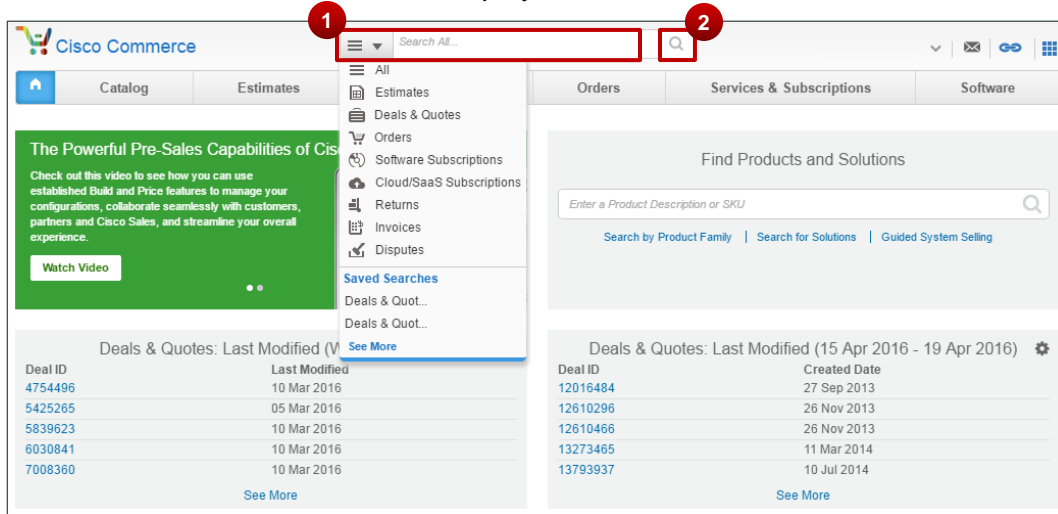 1
2
Cisco Commerce
Search All...
Catalog
Estimates
Orders
Services & Subscriptions
Software
All
Estimates
Deals & Quotes
Orders
Software Subscriptions
Cloud/SaaS Subscriptions
Returns
Invoices
Disputes
Saved Searches
Deals & Quot...
Deals & Quot...
See More
The Powerful Pre-Sales Capabilities of Cis
Check out this video to see how you can use
established Build and Price features to manage your
configurations, collaborate seamlessly with customers,
partners and Cisco Sales, and streamline your overall
experience.
Watch Video
Find Products and Solutions
Enter a Product Description or SKU
Search by Product Family | Search for Solutions | Guided System Selling
Deals & Quotes: Last Modified (W
Deal ID Last Modified
4754496 10 Mar 2016
5425265 05 Mar 2016
5839623 10 Mar 2016
6030841 10 Mar 2016
7008360 10 Mar 2016
See More
Deals & Quotes: Last Modified (15 Apr 2016 - 19 Apr 2016)
Deal ID Created Date
12016484 27 Sep 2013
12610296 26 Nov 2013
12610466 26 Nov 2013
13273465 11 Mar 2014
13793937 10 Jul 2014
See More